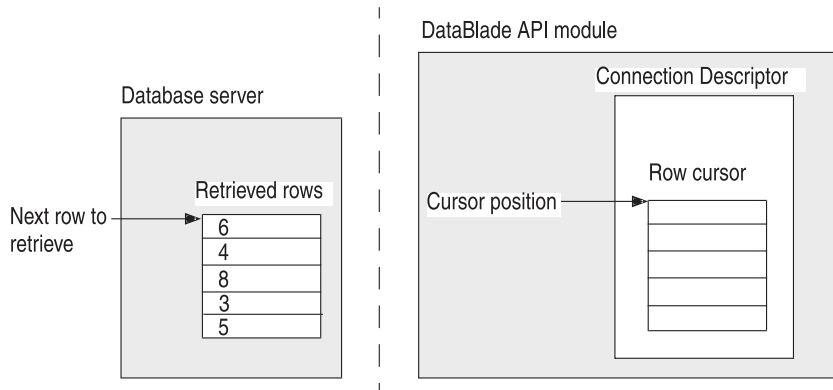 DataBlade API module
Connection Descriptor
Database server
Row cursor
Retrieved rows
Cursor position
Next row to
retrieve
6
4
8
3
5